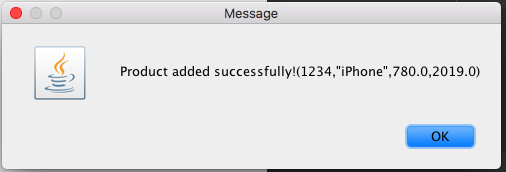 Message
Product added successfully!(1234,"iPhone",780.0,2019.0)
OK